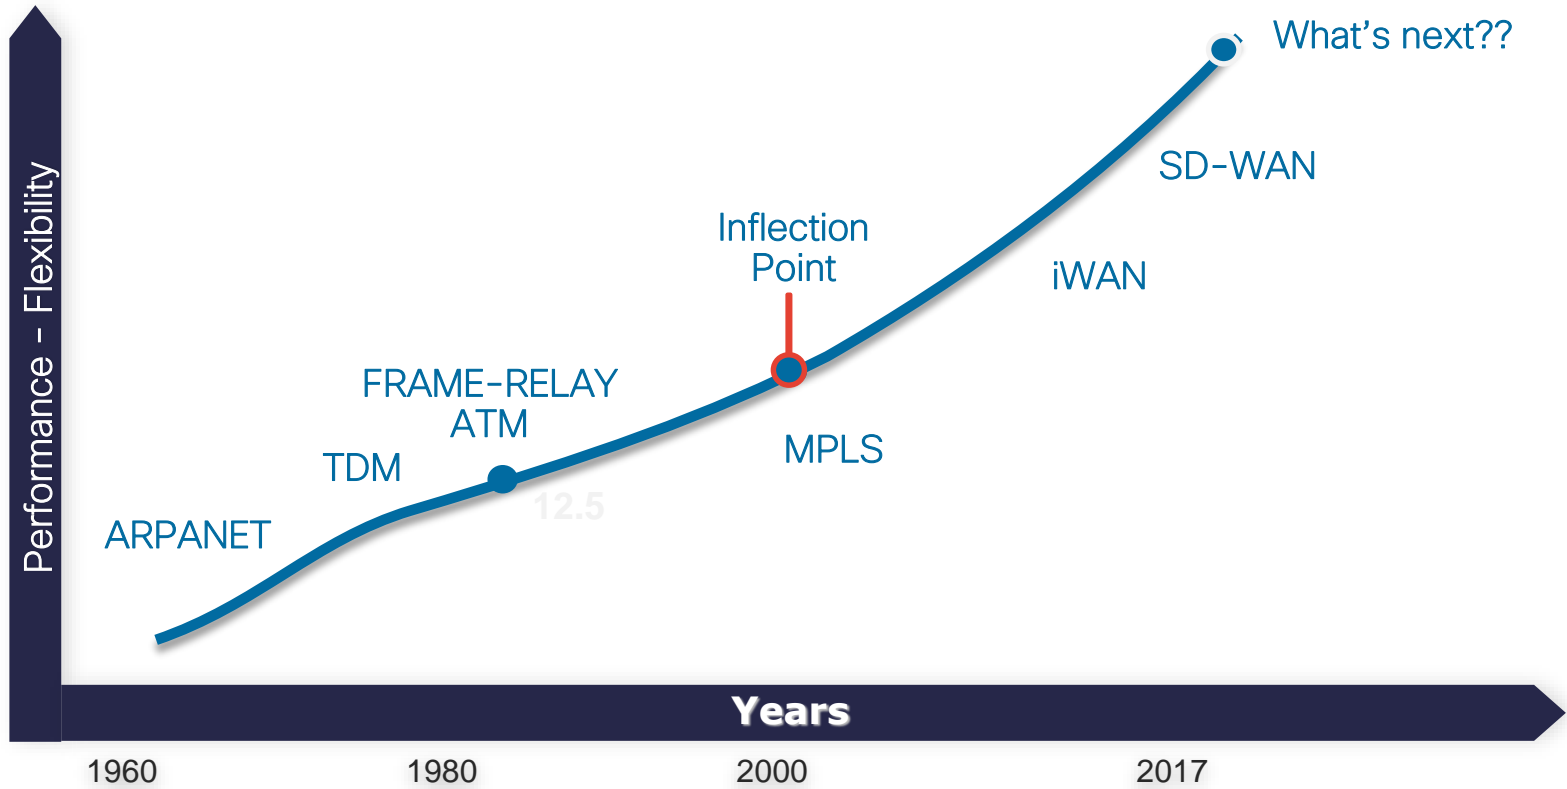 What's next??
SD-WAN
Inflection
Point
iWAN
FRAME-RELAY
ATM
MPLS
TDM
12.5
ARPANET
Performance - Flexibility
Years
1960
1980
2000
2017